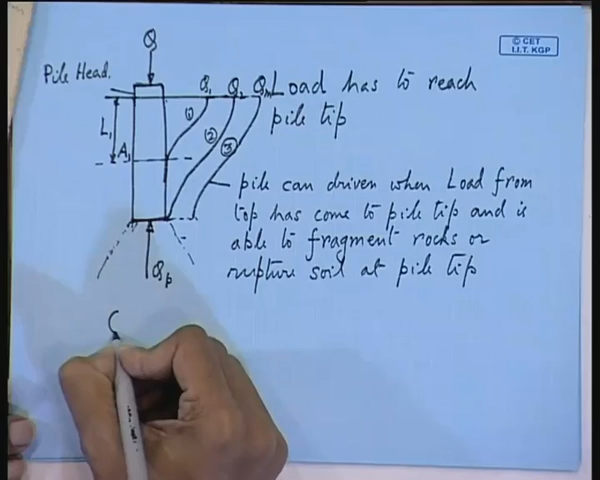 © CET
I.I.T. KGP
Q
Pile Head.
Q1 Q2 Qm
Load has to reach
pile tip
L1
A1
①
②
③
pile can driven when Load from
top has come to pile tip and is
able to fragment rocks or
rupture soil at pile tip
Qp